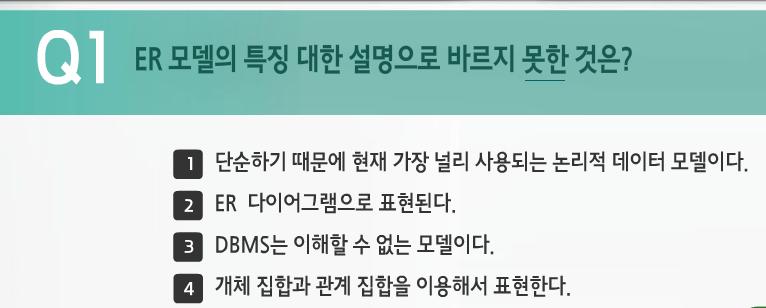 Q1 ER 모델의 특징 대한 설명으로 바르지 못한 것은?
1 단순하기 때문에 현재 가장 널리 사용되는 논리적 데이터 모델이다.
2 ER 다이어그램으로 표현된다.
3 DBMS는 이해할 수 없는 모델이다.
4 개체 집합과 관계 집합을 이용해서 표현한다.